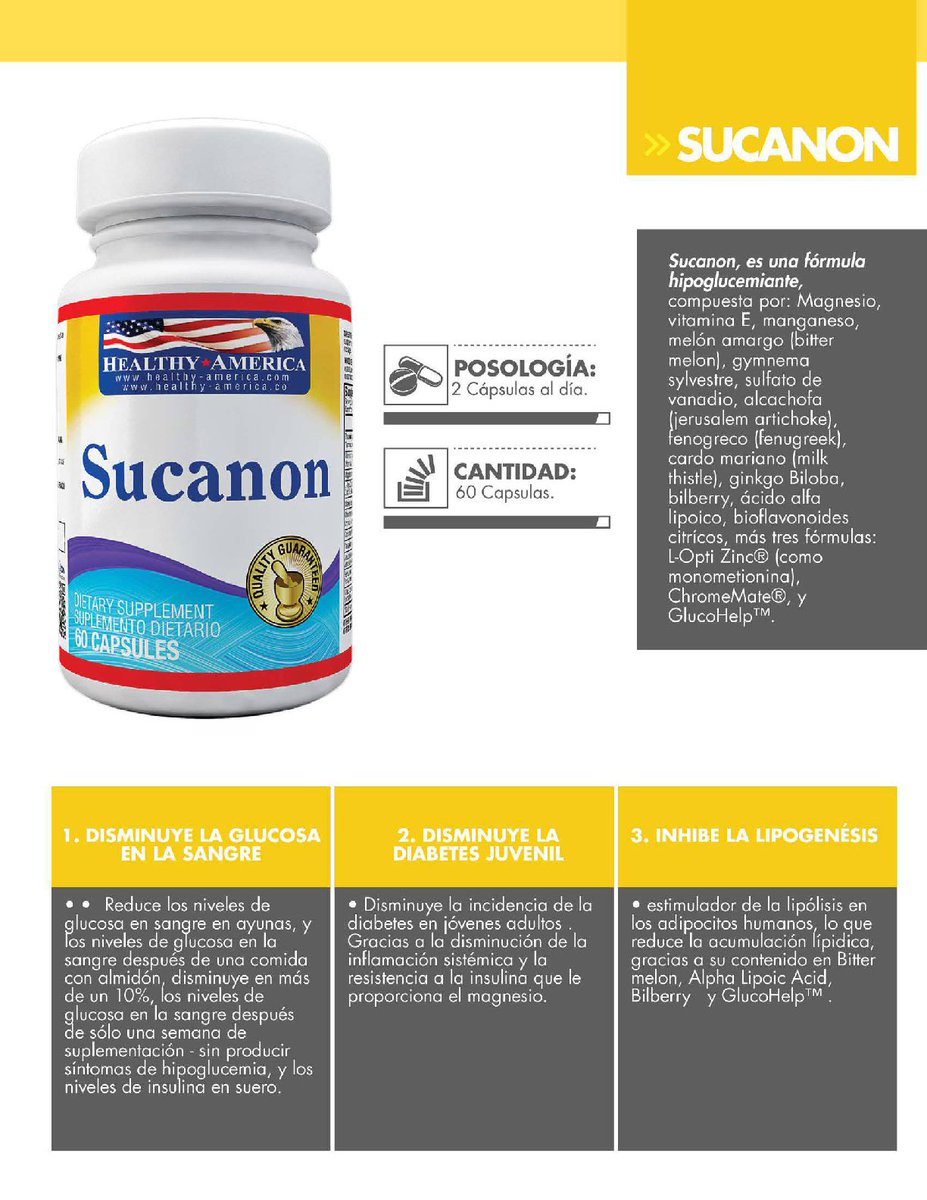 » SUCANON
Sucanon, es una fórmula
hipoglucemiante,
compuesta por: Magnesio,
vitamina E, manganeso,
melón amargo (bitter
melon), gymnema
sylvestre, sulfato de
vanadio, alcachofa
(jerusalem artichoke),
fenogreco (fenugreek),
cardo mariano (milk
thistle), ginkgo Biloba,
bilberry, ácido alfa
lipoico, bioflavonoides
citrícos, más tres fórmulas:
L-Opti Zinc® (como
monometionina),
ChromeMate®, y
GlucoHelp™.
HEALTHY★AMERICA
www.healthy-america.com
www.healthy-america.co
Sucanon
QUALITY GUARANTEED
DIETARY SUPPLEMENT
SUPLEMENTO DIETARIO
60 CAPSULES
POSOLOGÍA:
2 Cápsulas al día.
CANTIDAD:
60 Capsulas.
1. DISMINUYE LA GLUCOSA
EN LA SANGRE
• • Reduce los niveles de
glucosa en sangre en ayunas, y
los niveles de glucosa en la
sangre después de una comida
con almidón, disminuye en más
de un 10%, los niveles de
glucosa en la sangre después
de sólo una semana de
suplementación - sin producir
síntomas de hipoglucemia, y los
niveles de insulina en suero.
2. DISMINUYE LA
DIABETES JUVENIL
• Disminuye la incidencia de la
diabetes en jóvenes adultos .
Gracias a la disminución de la
inflamación sistémica y la
resistencia a la insulina que le
proporciona el magnesio.
3. INHIBE LA LIPOGENÉSIS
• estimulador de la lipólisis en
los adipocitos humanos, lo que
reduce la acumulación lípidica,
gracias a su contenido en Bitter
melon, Alpha Lipoic Acid,
Bilberry y GlucoHelp™ .